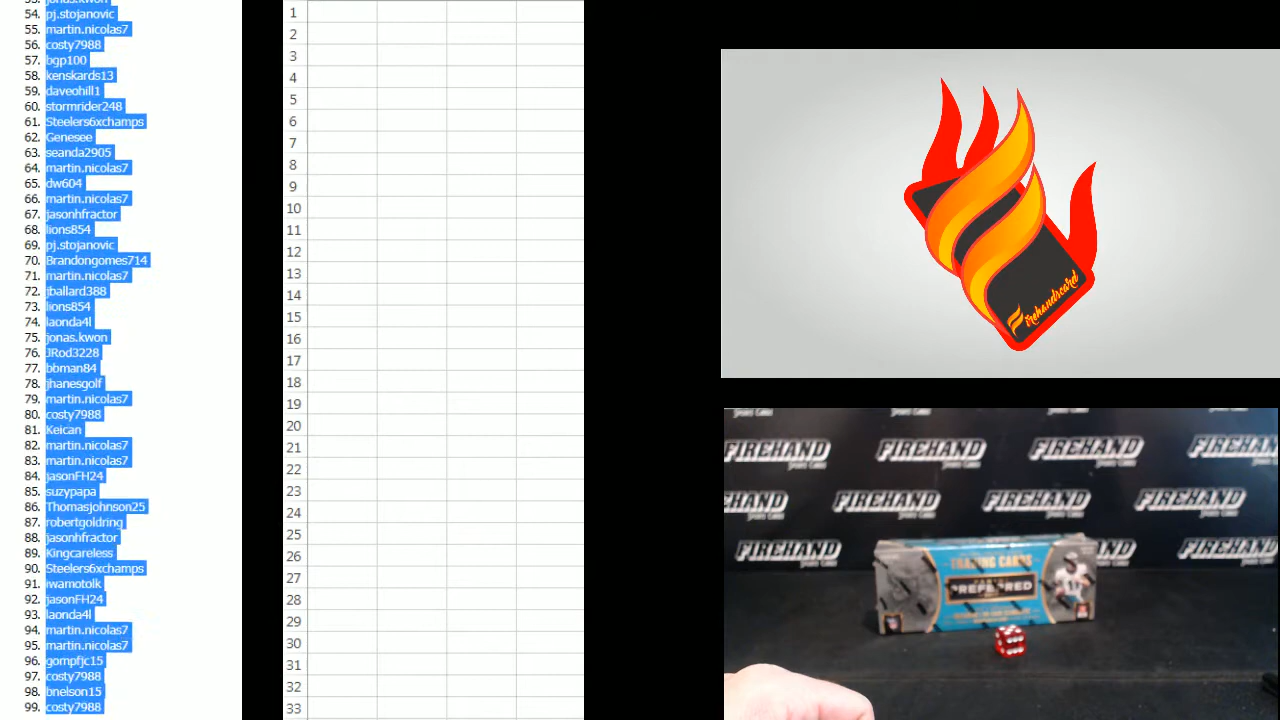 54. pj.stojanovic
55. martin.nicolas7
56. costy7988
57. bgp100
58. kenskards13
59. daveohill1
60. stormrider248
61. Steelers6xchamps
62. Genesee
63. seanda2905
64. martin.nicolas7
65. dw604
66. martin.nicolas7
67. jasonhfractor
68. lions854
69. pj.stojanovic
70. Brandongomes714
71. martin.nicolas7
72. jballard388
73. lions854
74. laonda4l
75. jonas.kwon
76. JRod3228
77. bbman84
78. jhanesgolf
79. martin.nicolas7
80. costy7988
81. Keican
82. martin.nicolas7
83. martin.nicolas7
84. jasonFH24
85. suzypapa
86. Thomasjohnson25
87. robertgoldring
88. jasonhfractor
89. Kingcareless
90. Steelers6xchamps
91. iwamotolk
92. jasonFH24
93. laonda4l
94. martin.nicolas7
95. martin.nicolas7
96. gompfjc15
97. costy7988
98. bnelson15
99. costy7988
1
2
3
4
5
6
7
8
9
10
11
12
13
14
15
16
17
18
19
20
21
22
23
24
25
26
27
28
29
30
31
32
33
Firehandscard
FIREHAND FIREHAND FIREHAND
FIREHAND FIREHAND FIREHAND
FIREHAND
TRADING CARDS
PREFERRED